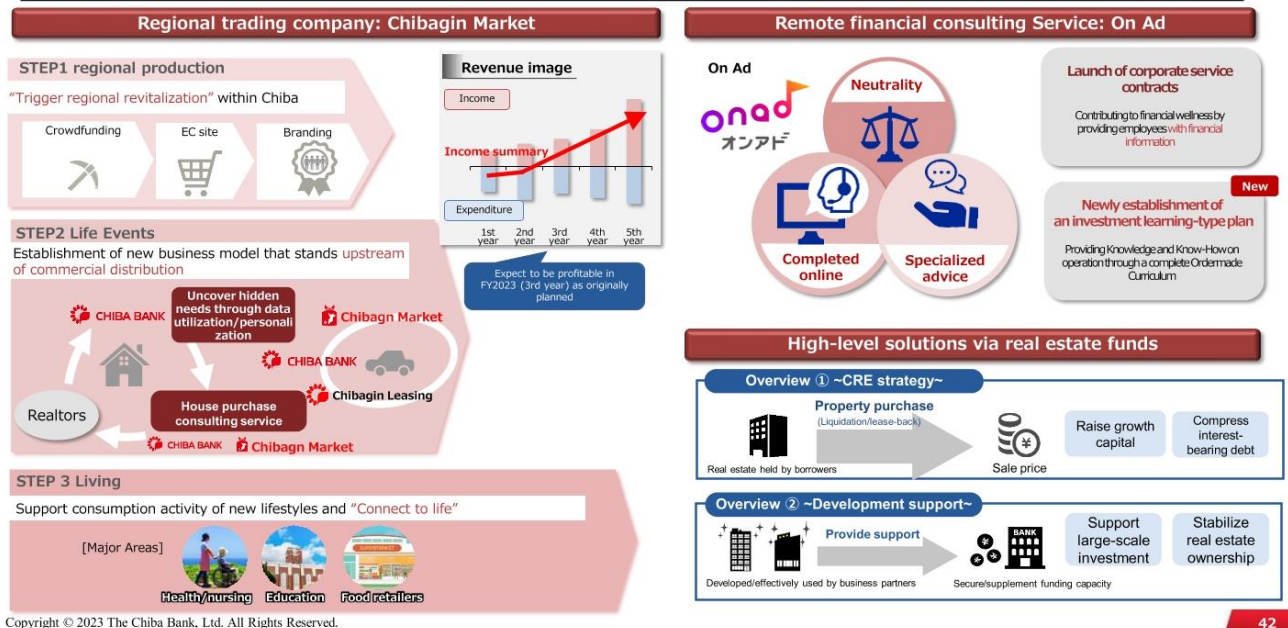 Regional trading company: Chibagin Market
STEP1 regional production
“Trigger regional revitalization” within Chiba
Crowdfunding
EC site
Branding
Revenue image
Income
Income summary
Expenditure
1st year
2nd year
3rd year
4th year
5th year
Expect to be profitable in
FY2023 (3rd year) as originally
planned
STEP2 Life Events
Establishment of new business model that stands upstream
of commercial distribution
CHIBA BANK
Uncover hidden
needs through data
utilization/personali
zation
Chibagn Market
CHIBA BANK
Chibagin Leasing
Realtors
House purchase
consulting service
CHIBA BANK
Chibagn Market
STEP 3 Living
Support consumption activity of new lifestyles and “Connect to life”
[Major Areas]
SUPERMARKET
Health/nursing
Education
Food retailers
Remote financial consulting Service: On Ad
On Ad
onad
オンアド
Neutrality
Completed
online
Specialized
advice
Launch of corporate service
contracts
Contributing to financial wellness by
providing employees with financial
information
New
Newly establishment of
an investment learning-type plan
Providing Knowledge and Know-How on
operation through a complete Ordermade
Curriculum
High-level solutions via real estate funds
Overview ① ~CRE strategy~
Property purchase
(Liquidation/lease-back)
¥
Real estate held by borrowers
Sale price
Raise growth
capital
Compress
interest-
bearing debt
Overview ② ~Development support~
Provide support
BANK
Developed/effectively used by business partners
Secure/supplement funding capacity
Support
large-scale
investment
Stabilize
real estate
ownership
Copyright © 2023 The Chiba Bank, Ltd. All Rights Reserved.
42